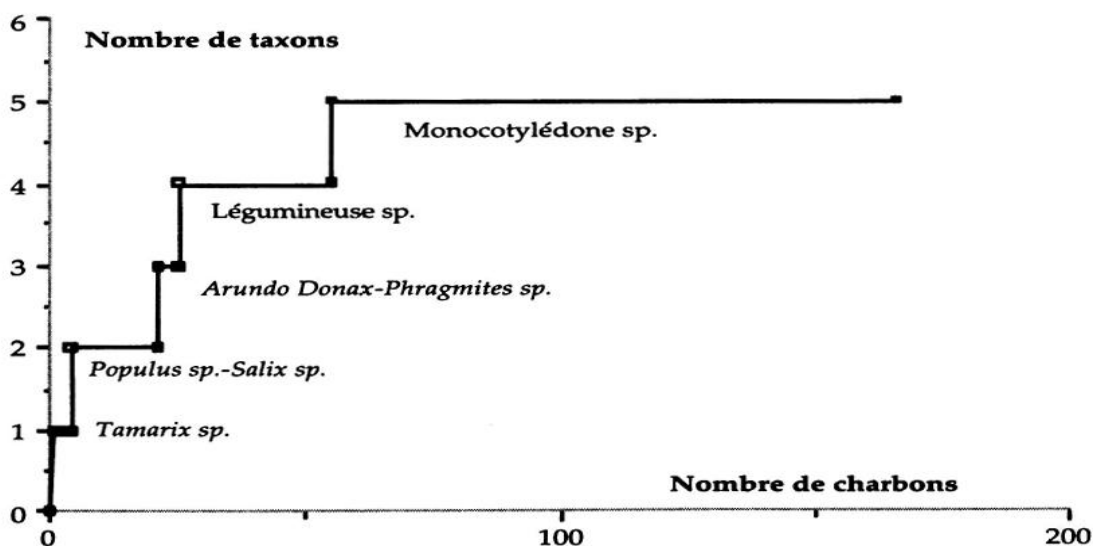 6
Nombre de taxons
5
Monocotylédone sp.
4
Légumineuse sp.
3
Arundo Donax-Phragmites sp.
2
Populus sp.-Salix sp.
1
Tamarix sp.
Nombre de charbons
0
0
100
200